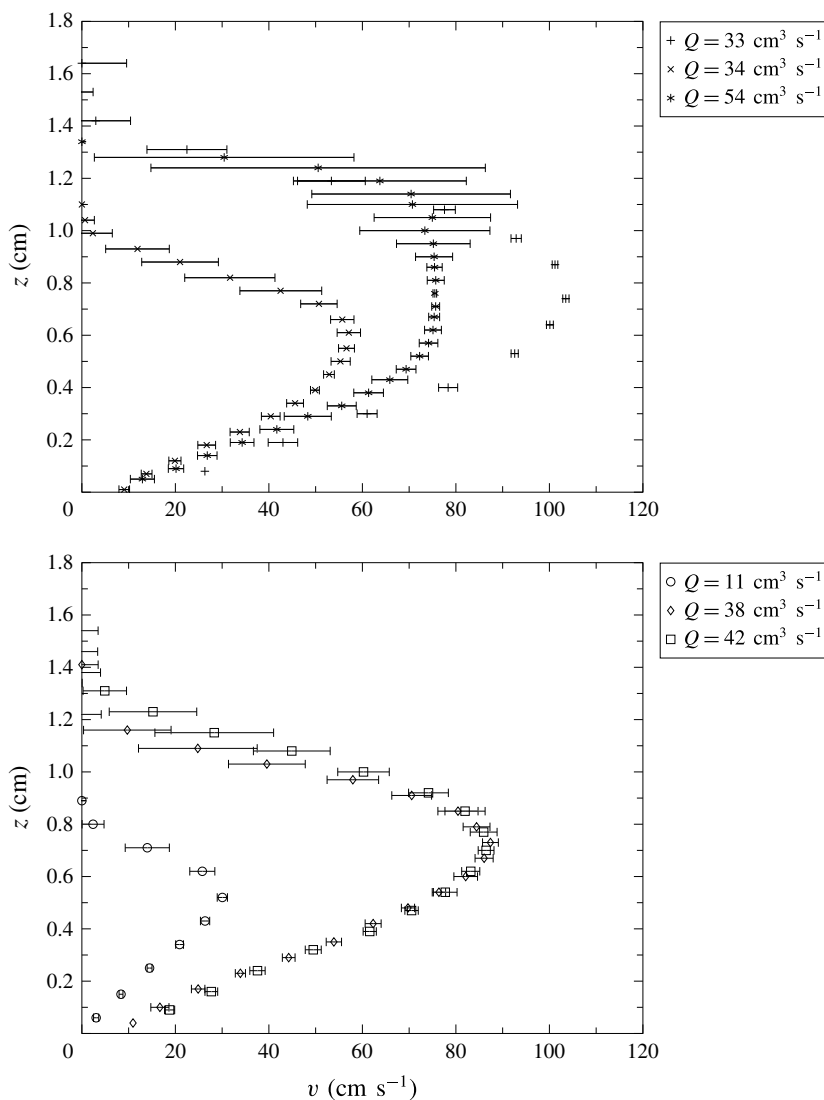 1.8
1.6
1.4
1.2
1.0
0.8
0.6
0.4
0.2
z (cm)
0 20 40 60 80 100 120
Q = 33 cm³ s⁻¹
Q = 34 cm³ s⁻¹
Q = 54 cm³ s⁻¹
1.8
1.6
1.4
1.2
1.0
0.8
0.6
0.4
0.2
z (cm)
0 20 40 60 80 100 120
v (cm s⁻¹)
Q = 11 cm³ s⁻¹
Q = 38 cm³ s⁻¹
Q = 42 cm³ s⁻¹